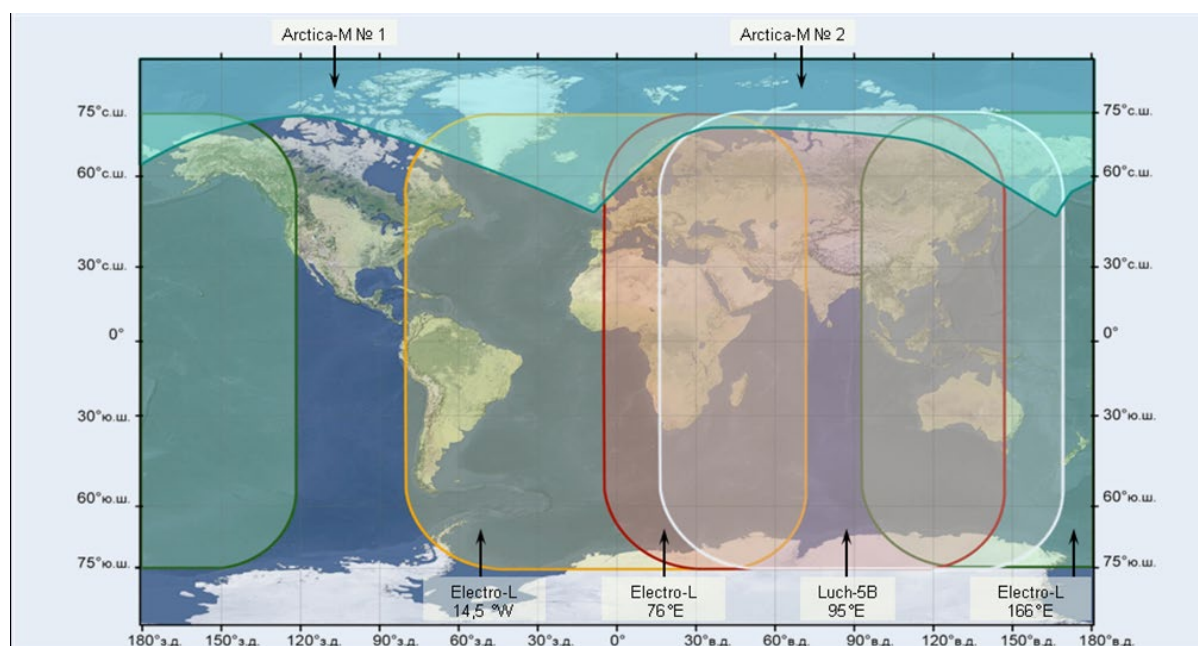 Arctica-M № 1
Arctica-M № 2
75°с.ш.
75°с.ш.
60°с.ш.
60°с.ш.
30°с.ш.
30°с.ш.
0°
0°
30°ю.ш.
30°ю.ш.
60°ю.ш.
60°ю.ш.
75°ю.ш.
75°ю.ш.
Electro-L
14,5 °W
Electro-L
76°E
Luch-5B
95°E
Electro-L
166°E
180°з.д.
150°з.д.
120°з.д.
90°з.д.
60°з.д.
30°з.д.
0°
30°в.д.
60°в.д.
90°в.д.
120°в.д.
150°в.д.
180°в.д.